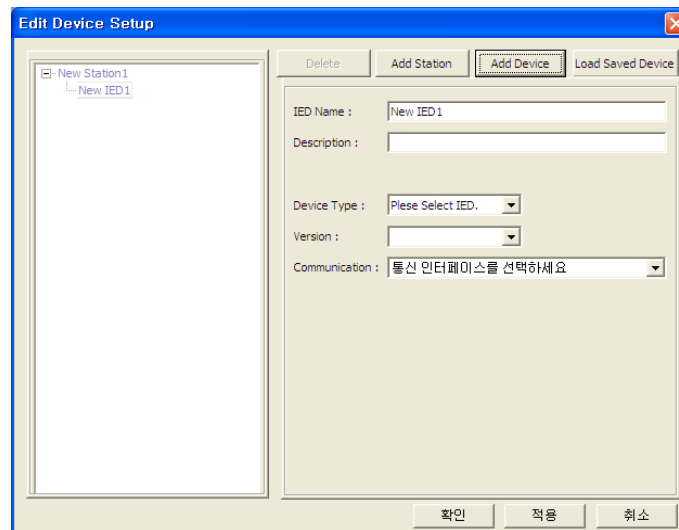 Edit Device Setup
Delete
Add Station
Add Device
Load Saved Device
New Station1
New IED1
IED Name :
New IED1
Description :
Device Type :
Plese Select IED.
Version :
Communication :
통신 인터페이스를 선택하세요
확인
적용
취소